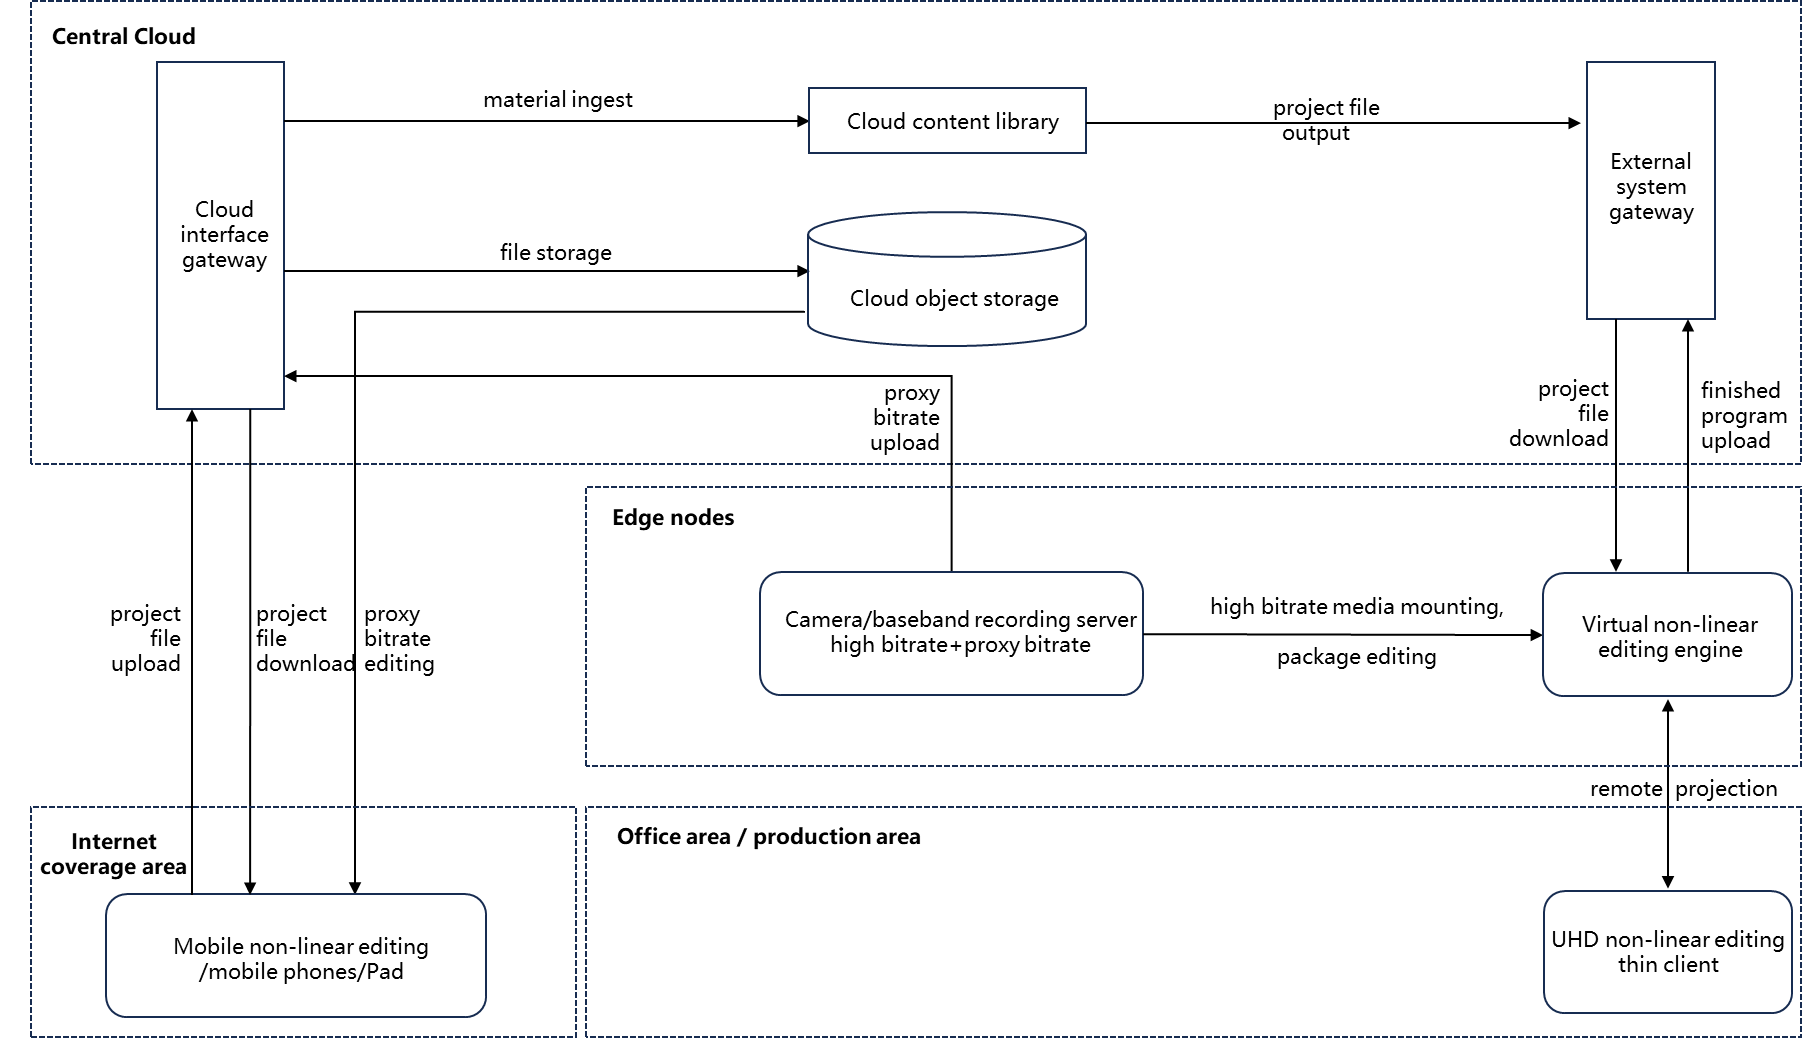 Central Cloud
material ingest
Cloud content library
project file
output
External
system
gateway
Cloud
interface
gateway
file storage
Cloud object storage
proxy
bitrate
upload
project
file
download
finished
program
upload
Edge nodes
Camera/baseband recording server
high bitrate+proxy bitrate
high bitrate media mounting,
package editing
Virtual non-linear
editing engine
project
file
upload
project
file
download
proxy
bitrate
editing
remote projection
Internet
coverage area
Mobile non-linear editing
/mobile phones/Pad
Office area / production area
UHD non-linear editing
thin client